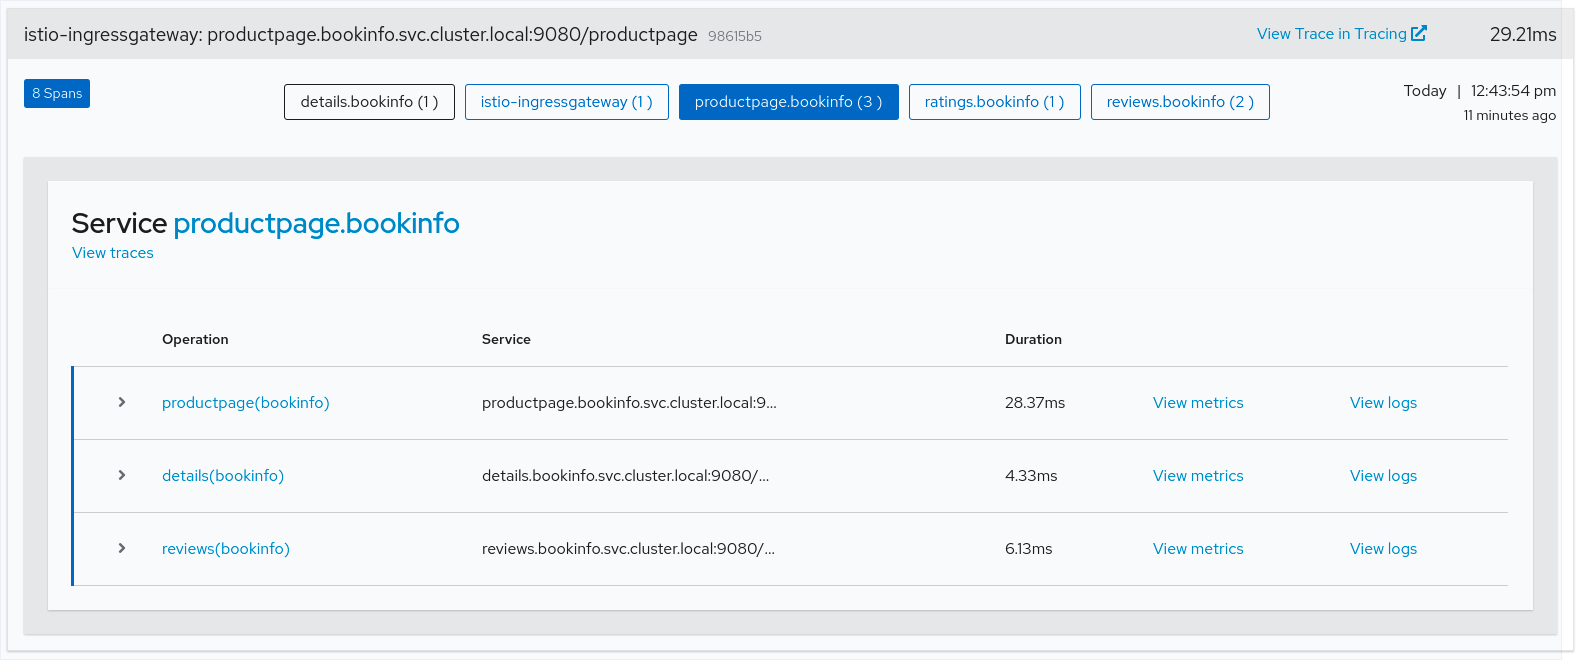 istio-ingressgateway: productpage.bookinfo.svc.cluster.local:9080/productpage 98615b5 View Trace in Tracing 29.21ms
8 Spans details.bookinfo (1 ) istio-ingressgateway (1 ) productpage.bookinfo (3 ) ratings.bookinfo (1 ) reviews.bookinfo (2 ) Today | 12:43:54 pm
11 minutes ago
Service productpage.bookinfo
View traces
Operation Service Duration
productpage(bookinfo) productpage.bookinfo.svc.cluster.local:9... 28.37ms View metrics View logs
details(bookinfo) details.bookinfo.svc.cluster.local:9080/... 4.33ms View metrics View logs
reviews(bookinfo) reviews.bookinfo.svc.cluster.local:9080/... 6.13ms View metrics View logs